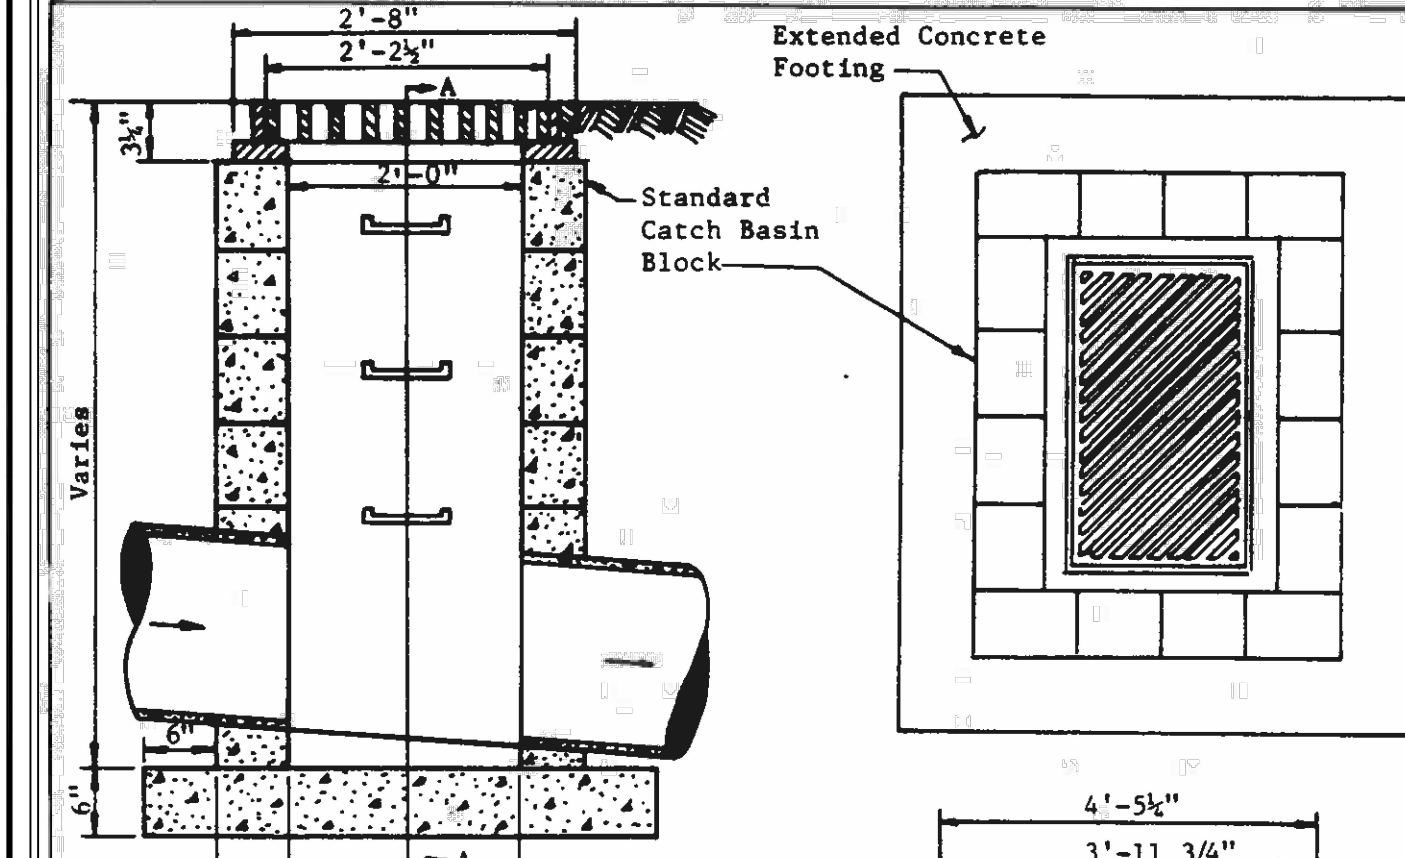 2'-8"
2'-2½"
A
3¼"
2'-0"
Extended Concrete
Footing
Standard
Catch Basin
Block
Varies
6"
6"
4'-5¼"
3'-11 3/4"
A